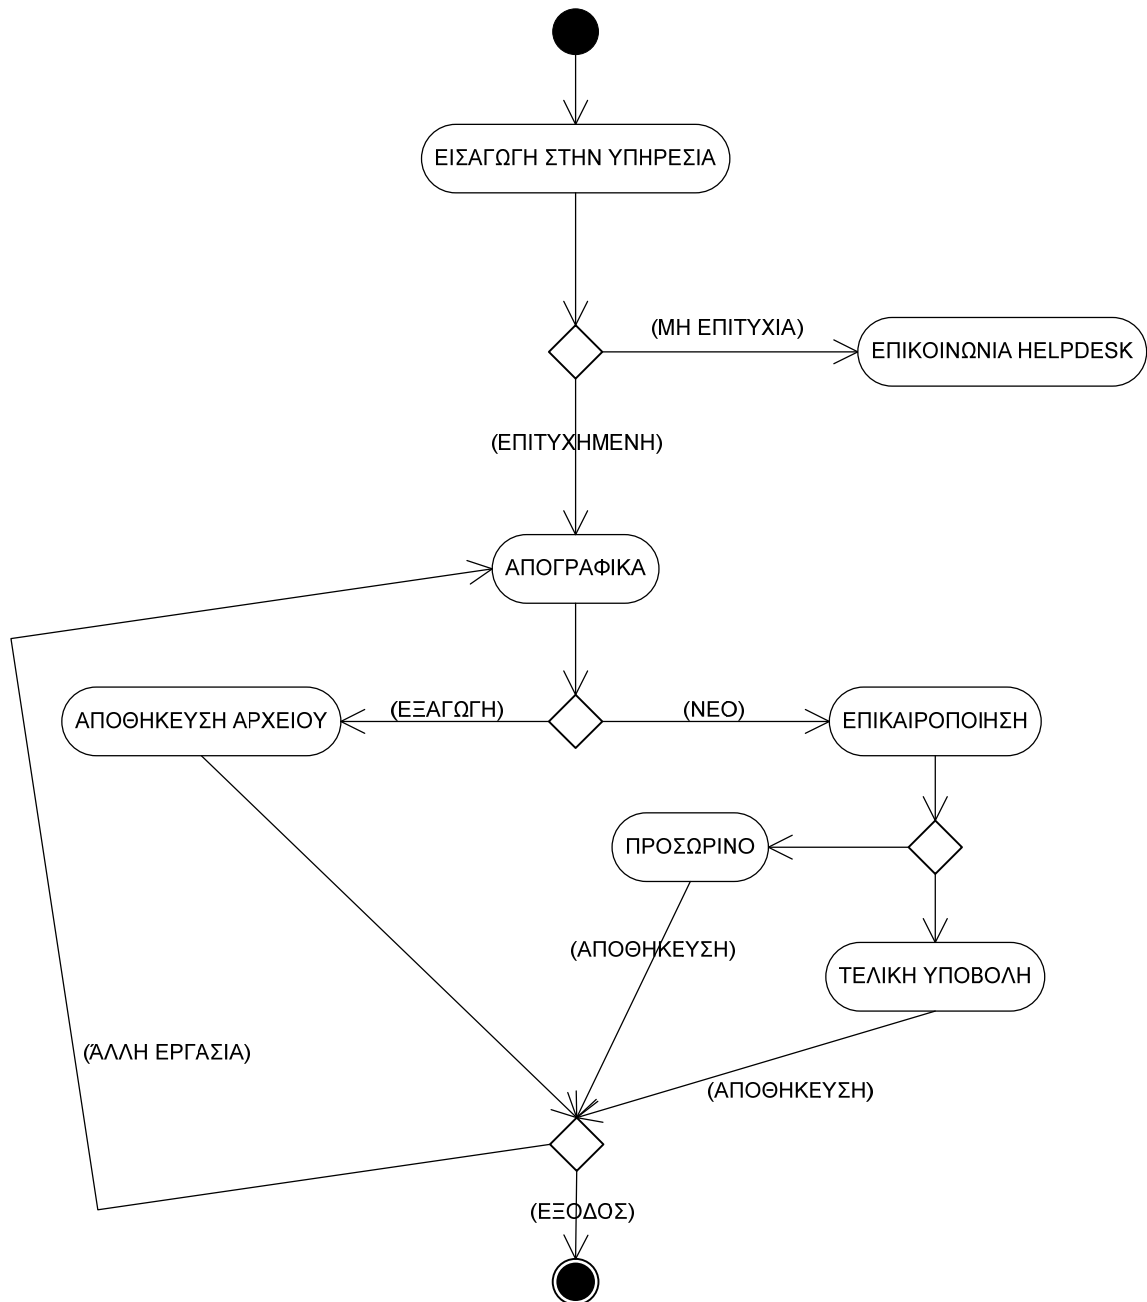 ΕΙΣΑΓΩΓΗ ΣΤΗΝ ΥΠΗΡΕΣΙΑ
(ΜΗ ΕΠΙΤΥΧΙΑ)
ΕΠΙΚΟΙΝΩΝΙΑ HELPDESK
(ΕΠΙΤΥΧΗΜΕΝΗ)
ΑΠΟΓΡΑΦΙΚΑ
ΑΠΟΘΗΚΕΥΣΗ ΑΡΧΕΙΟΥ
(ΕΞΑΓΩΓΗ)
(ΝΕΟ)
ΕΠΙΚΑΙΡΟΠΟΙΗΣΗ
ΠΡΟΣΩΡΙΝΟ
(ΑΠΟΘΗΚΕΥΣΗ)
ΤΕΛΙΚΗ ΥΠΟΒΟΛΗ
(ΆΛΛΗ ΕΡΓΑΣΙΑ)
(ΑΠΟΘΗΚΕΥΣΗ)
(ΕΞΟΔΟΣ)